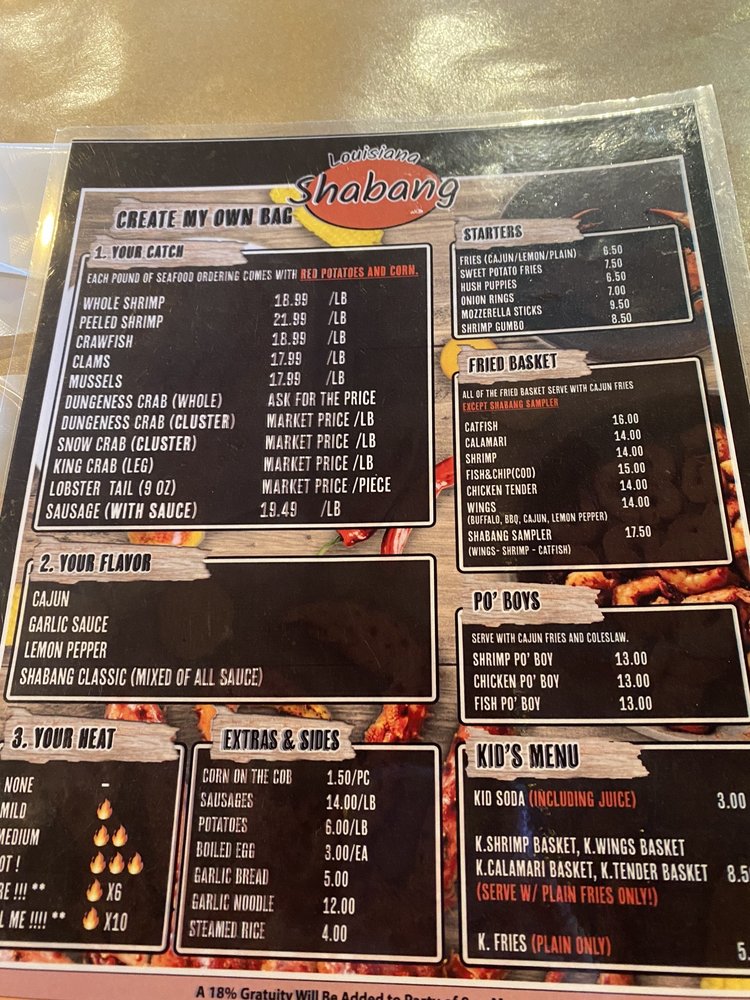 Louisiana
Shabang
CREATE MY OWN BAG
1. YOUR CATCH
EACH POUND OF SEAFOOD ORDERING COMES WITH RED POTATOES AND CORN.
WHOLE SHRIMP 18.99 /LB
PEELED SHRIMP 21.99 /LB
CRAWFISH 18.99 /LB
CLAMS 17.99 /LB
MUSSELS 17.99 /LB
DUNGENESS CRAB (WHOLE) ASK FOR THE PRICE
DUNGENESS CRAB (CLUSTER) MARKET PRICE /LB
SNOW CRAB (CLUSTER) MARKET PRICE /LB
KING CRAB (LEG) MARKET PRICE /LB
LOBSTER TAIL (9 OZ) MARKET PRICE /PIECE
SAUSAGE (WITH SAUCE) 19.49 /LB
2. YOUR FLAVOR
CAJUN
GARLIC SAUCE
LEMON PEPPER
SHABANG CLASSIC (MIXED OF ALL SAUCE)
3. YOUR HEAT
NONE -
MILD 🔥
MEDIUM 🔥🔥
OT ! 🔥🔥🔥
RE !!! ** 🔥 X6
L ME !!!! ** 🔥 X10
EXTRAS & SIDES
CORN ON THE COB 1.50/PC
SAUSAGES 14.00/LB
POTATOES 6.00/LB
BOILED EGG 3.00/EA
GARLIC BREAD 5.00
GARLIC NOODLE 12.00
STEAMED RICE 4.00
STARTERS
FRIES (CAJUN/LEMON/PLAIN) 6.50
SWEET POTATO FRIES 7.50
HUSH PUPPIES 6.50
ONION RINGS 7.00
MOZZERELLA STICKS 9.50
SHRIMP GUMBO 8.50
FRIED BASKET
ALL OF THE FRIED BASKET SERVE WITH CAJUN FRIES
EXCEPT SHABANG SAMPLER
CATFISH 16.00
CALAMARI 14.00
SHRIMP 14.00
FISH&CHIP(COD) 15.00
CHICKEN TENDER 14.00
WINGS 14.00
(BUFFALO, BBQ, CAJUN, LEMON PEPPER)
SHABANG SAMPLER 17.50
(WINGS- SHRIMP - CATFISH)
PO' BOYS
SERVE WITH CAJUN FRIES AND COLESLAW.
SHRIMP PO' BOY 13.00
CHICKEN PO' BOY 13.00
FISH PO' BOY 13.00
KID'S MENU
KID SODA (INCLUDING JUICE) 3.00
K.SHRIMP BASKET, K.WINGS BASKET
K.CALAMARI BASKET, K.TENDER BASKET 8.5
(SERVE W/ PLAIN FRIES ONLY!)
K. FRIES (PLAIN ONLY) 5.
A 18% Gratuity Will Be Added to Party of